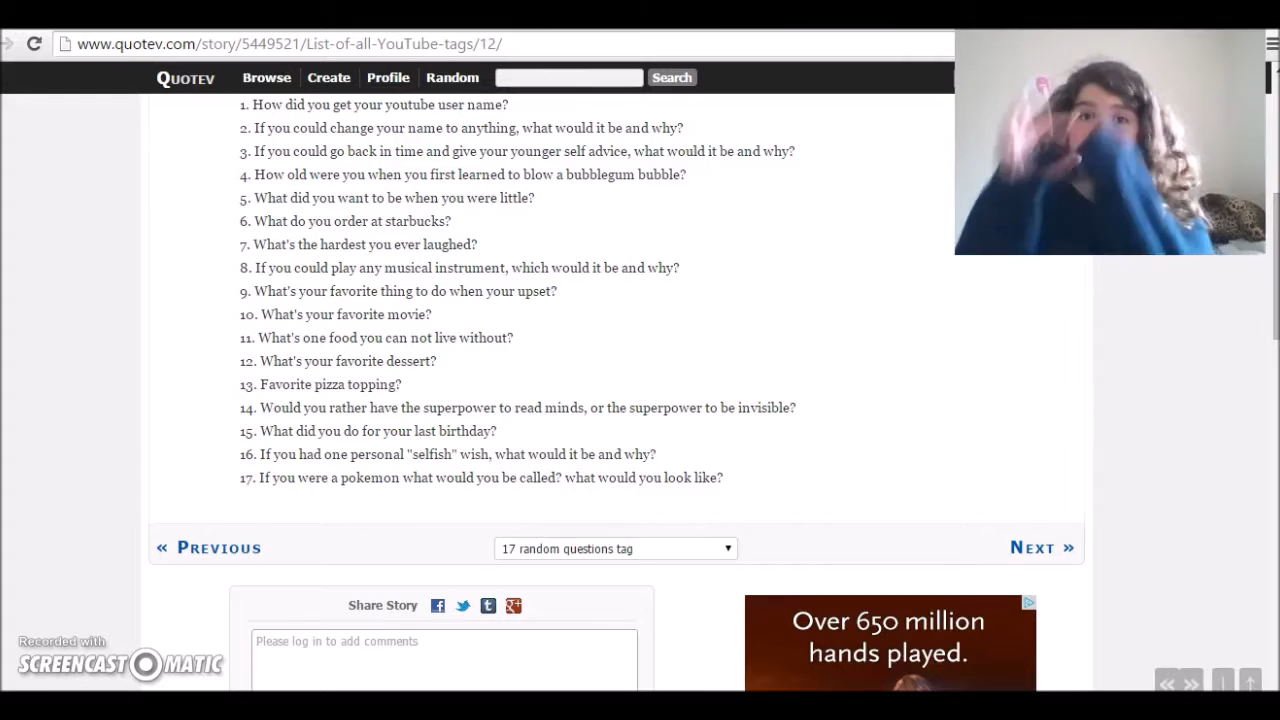 www.quotev.com/story/5449521/List-of-all-YouTube-tags/12/
QUOTEV Browse Create Profile Random Search
1. How did you get your youtube user name?
2. If you could change your name to anything, what would it be and why?
3. If you could go back in time and give your younger self advice, what would it be and why?
4. How old were you when you first learned to blow a bubblegum bubble?
5. What did you want to be when you were little?
6. What do you order at starbucks?
7. What's the hardest you ever laughed?
8. If you could play any musical instrument, which would it be and why?
9. What's your favorite thing to do when your upset?
10. What's your favorite movie?
11. What's one food you can not live without?
12. What's your favorite dessert?
13. Favorite pizza topping?
14. Would you rather have the superpower to read minds, or the superpower to be invisible?
15. What did you do for your last birthday?
16. If you had one personal "selfish" wish, what would it be and why?
17. If you were a pokemon what would you be called? what would you look like?
« PREVIOUS 17 random questions tag NEXT »
Share Story
Please log in to add comments
Over 650 million
hands played.
Recorded with
SCREENCAST O MATIC